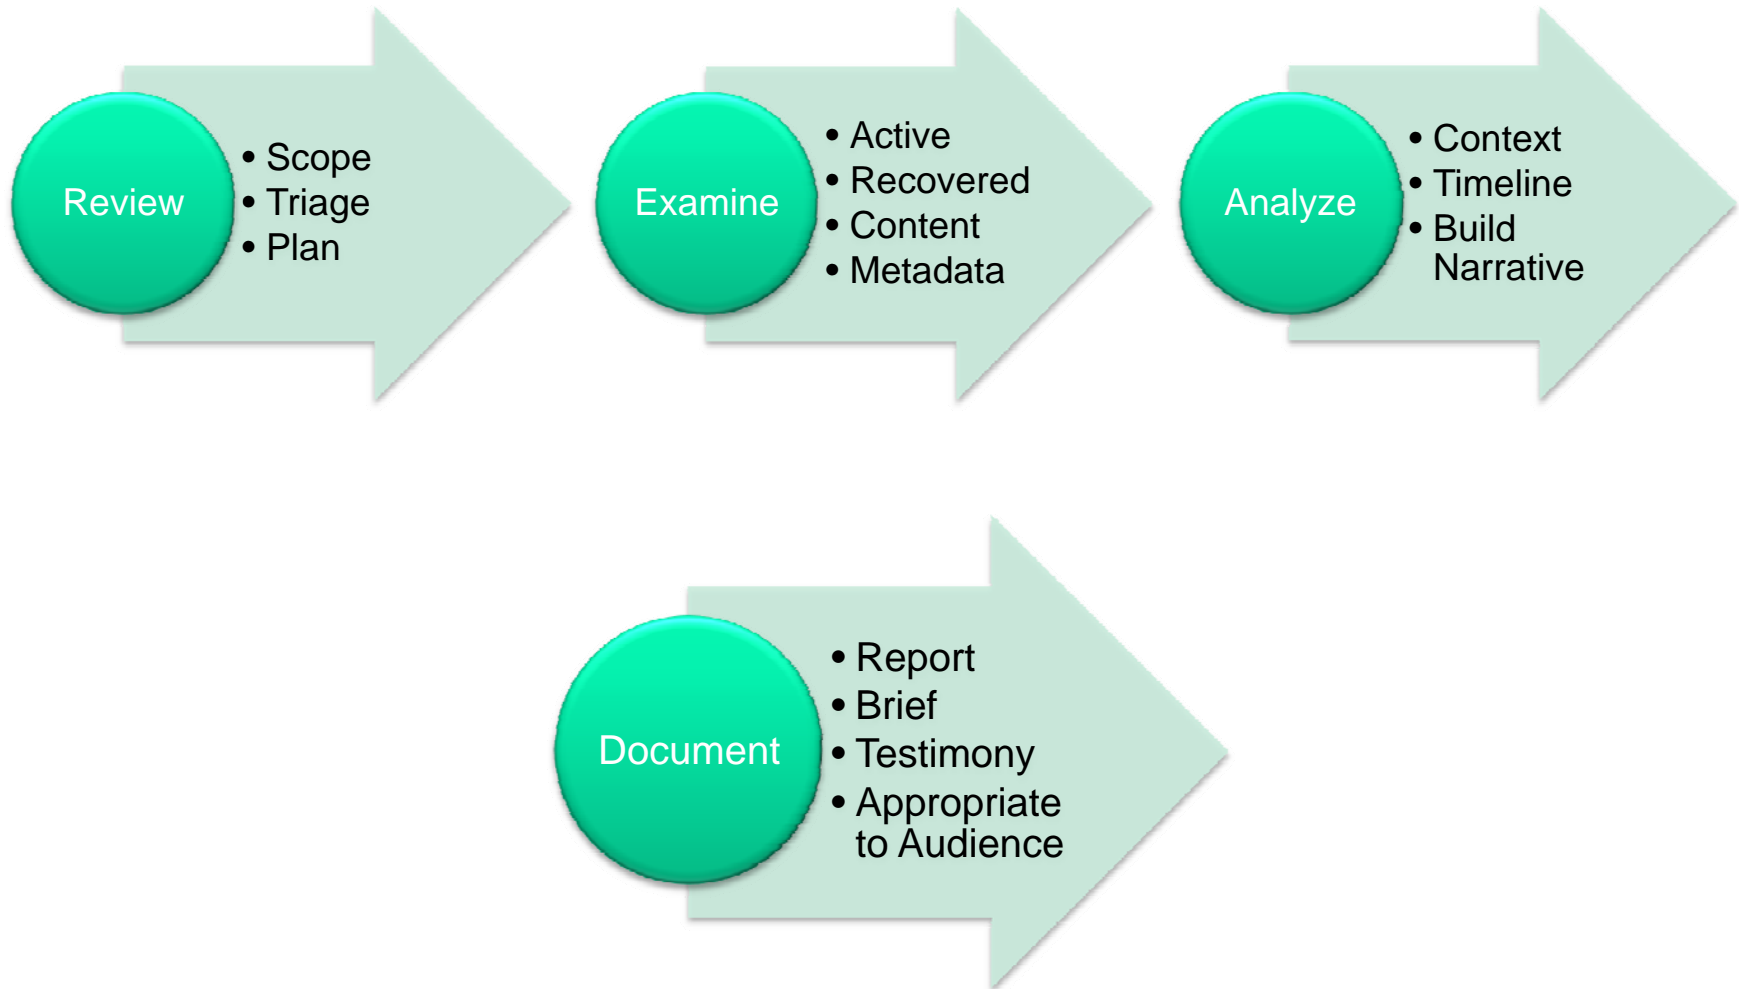 Review
• Scope
• Triage
• Plan
Examine
• Active
• Recovered
• Content
• Metadata
Analyze
• Context
• Timeline
• Build
Narrative
Document
• Report
• Brief
• Testimony
• Appropriate
to Audience